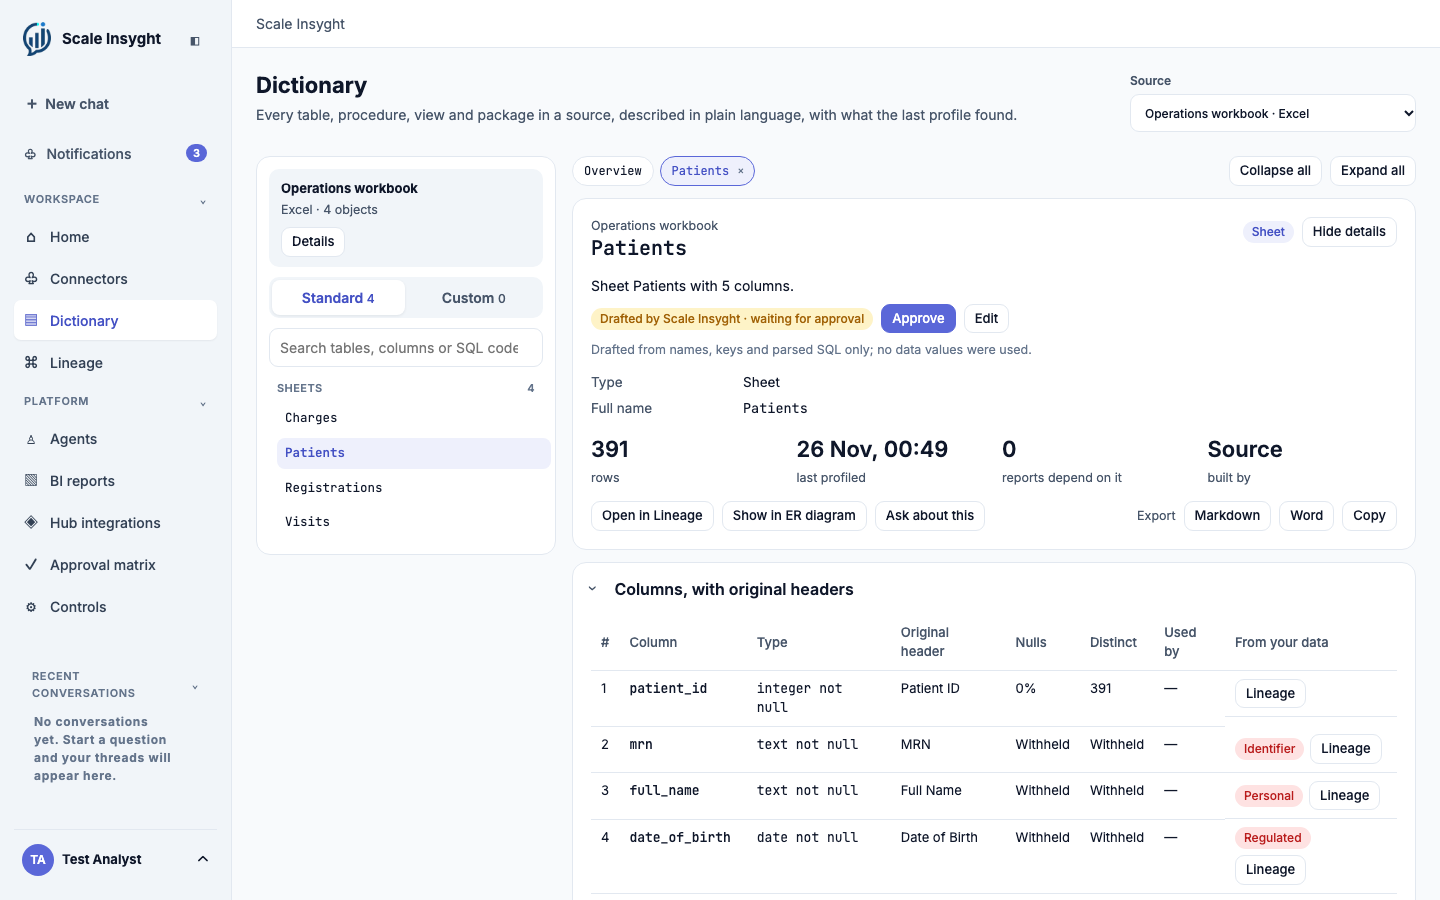 Scale Insyght
+ New chat
Notifications
3
WORKSPACE
Home
Connectors
Dictionary
Lineage
PLATFORM
Agents
BI reports
Hub integrations
Approval matrix
Controls
RECENT
CONVERSATIONS
No conversations
yet. Start a question
and your threads will
appear here.
TA
Test Analyst
Scale Insyght
Dictionary
Every table, procedure, view and package in a source, described in plain language, with what the last profile found.
Source
Operations workbook · Excel
Operations workbook
Excel · 4 objects
Details
Standard 4
Custom 0
Search tables, columns or SQL code
SHEETS 4
Charges
Patients
Registrations
Visits
Overview
Patients ×
Collapse all
Expand all
Operations workbook
Patients
Sheet
Hide details
Sheet Patients with 5 columns.
Drafted by Scale Insyght · waiting for approval
Approve
Edit
Drafted from names, keys and parsed SQL only; no data values were used.
Type Sheet
Full name Patients
391 26 Nov, 00:49 0 Source
rows last profiled reports depend on it built by
Open in Lineage
Show in ER diagram
Ask about this
Export
Markdown
Word
Copy
Columns, with original headers
# Column Type Original header Nulls Distinct Used by From your data
1 patient_id integer not null Patient ID 0% 391 — Lineage
2 mrn text not null MRN Withheld Withheld — Identifier Lineage
3 full_name text not null Full Name Withheld Withheld — Personal Lineage
4 date_of_birth date not null Date of Birth Withheld Withheld — Regulated Lineage